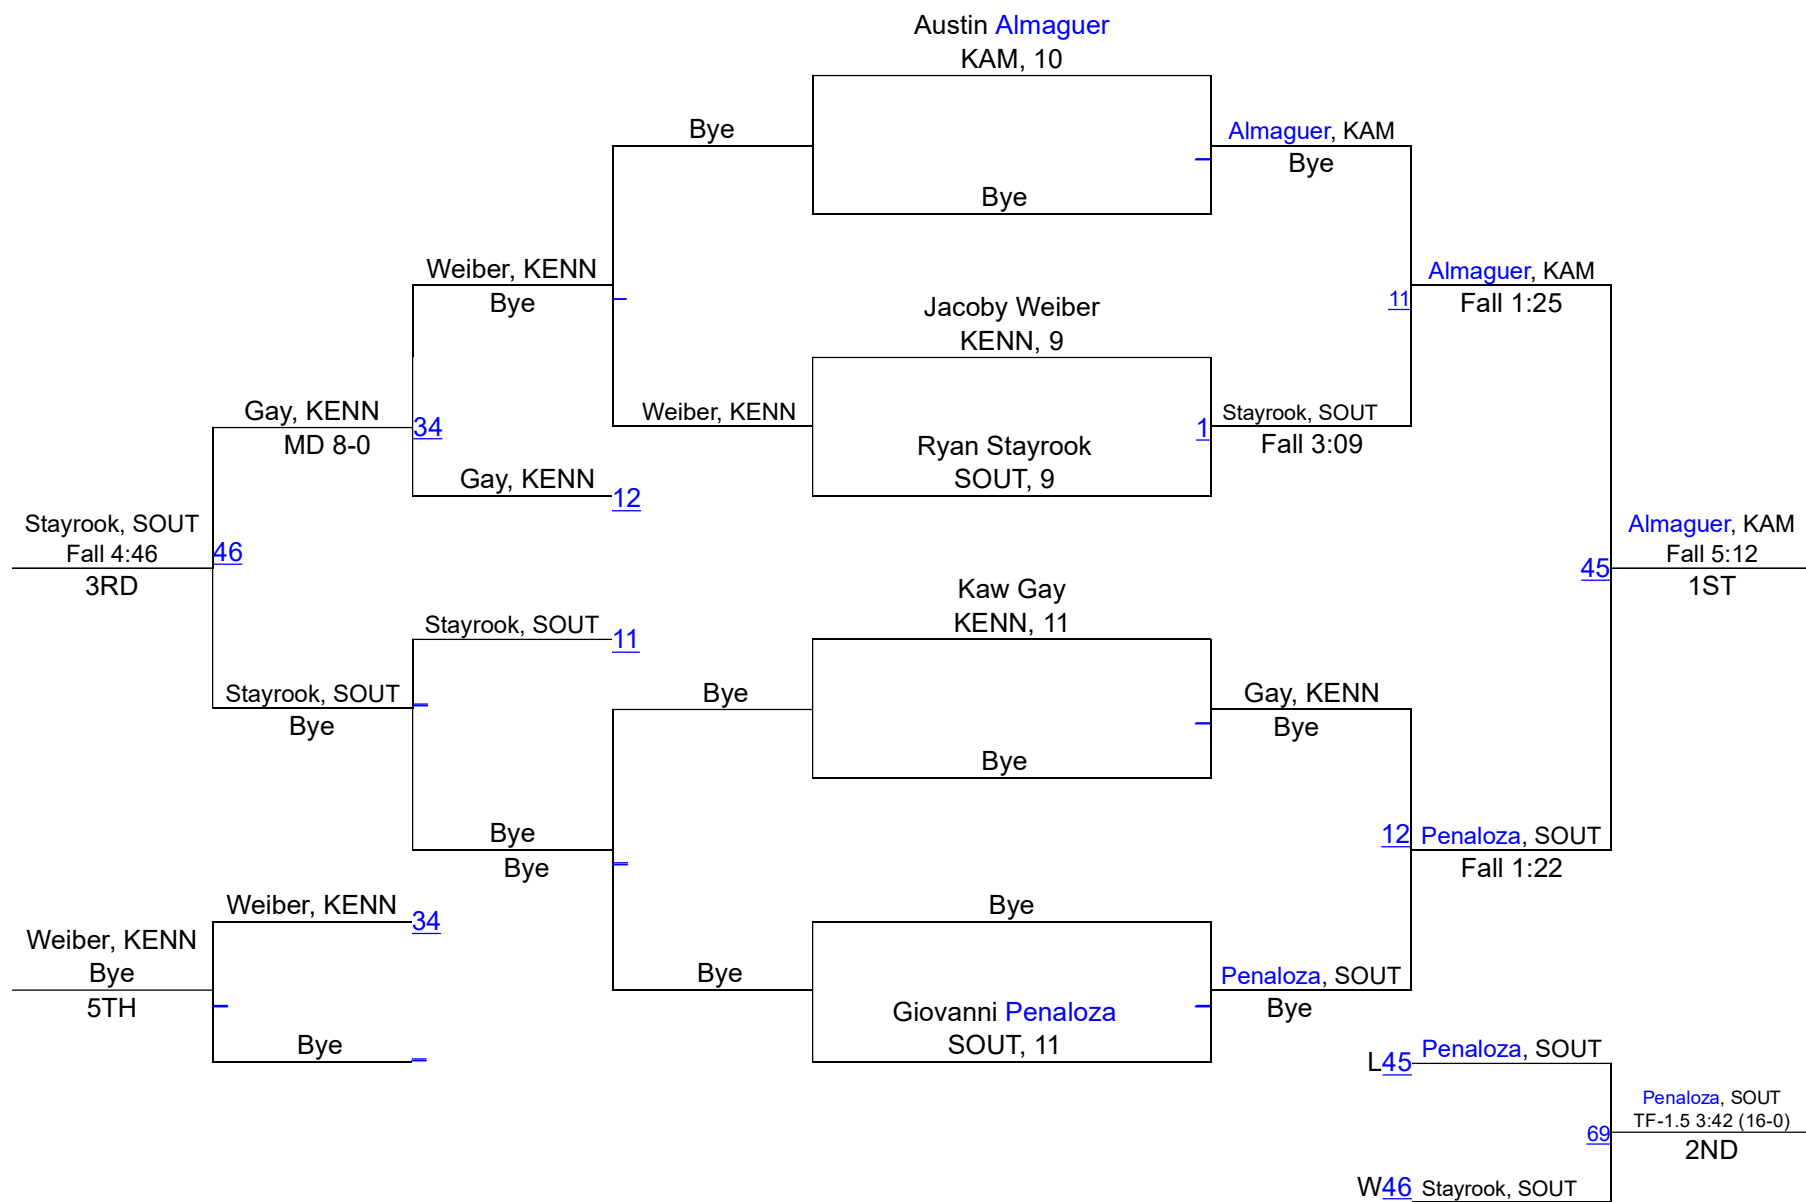 Austin Almaguer
KAM, 10
Bye
Almaguer, KAM
Bye
Bye
Weiber, KENN
Bye
Almaguer, KAM
11
Fall 1:25
Jacoby Weiber
KENN, 9
Gay, KENN
MD 8-0
34
Weiber, KENN
1
Stayrook, SOUT
Fall 3:09
Ryan Stayrook
SOUT, 9
Gay, KENN
12
Stayrook, SOUT
Fall 4:46
46
3RD
Almaguer, KAM
Fall 5:12
45
1ST
Kaw Gay
KENN, 11
Stayrook, SOUT
11
Stayrook, SOUT
Bye
Bye
Gay, KENN
Bye
Bye
Bye
Bye
12
Penaloza, SOUT
Fall 1:22
Weiber, KENN
34
Bye
Weiber, KENN
Bye
5TH
Bye
Penaloza, SOUT
Bye
Giovanni Penaloza
SOUT, 11
Bye
L45
Penaloza, SOUT
Penaloza, SOUT
TF-1.5 3:42 (16-0)
69
2ND
W46
Stayrook, SOUT